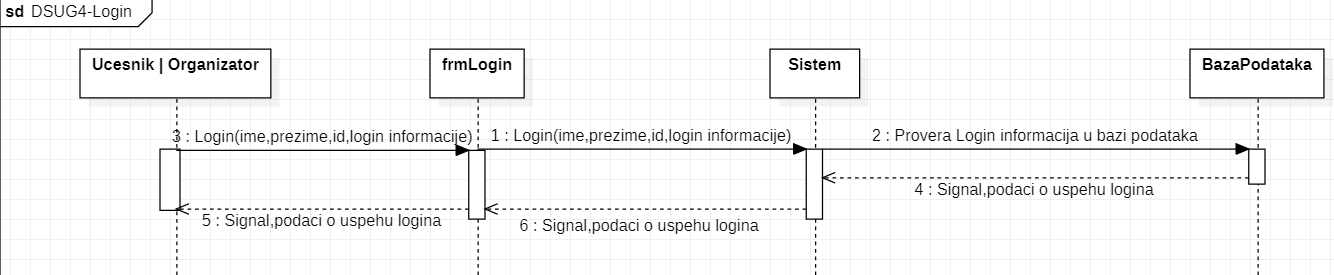 sd DSUG4-Login
Ucesnik | Organizator
frmLogin
Sistem
BazaPodataka
3 : Login(ime,prezime,id,login informacije)
1 : Login(ime,prezime,id,login informacije)
2 : Provera Login informacija u bazi podataka
4 : Signal,podaci o uspehu logina
5 : Signal,podaci o uspehu logina
6 : Signal,podaci o uspehu logina